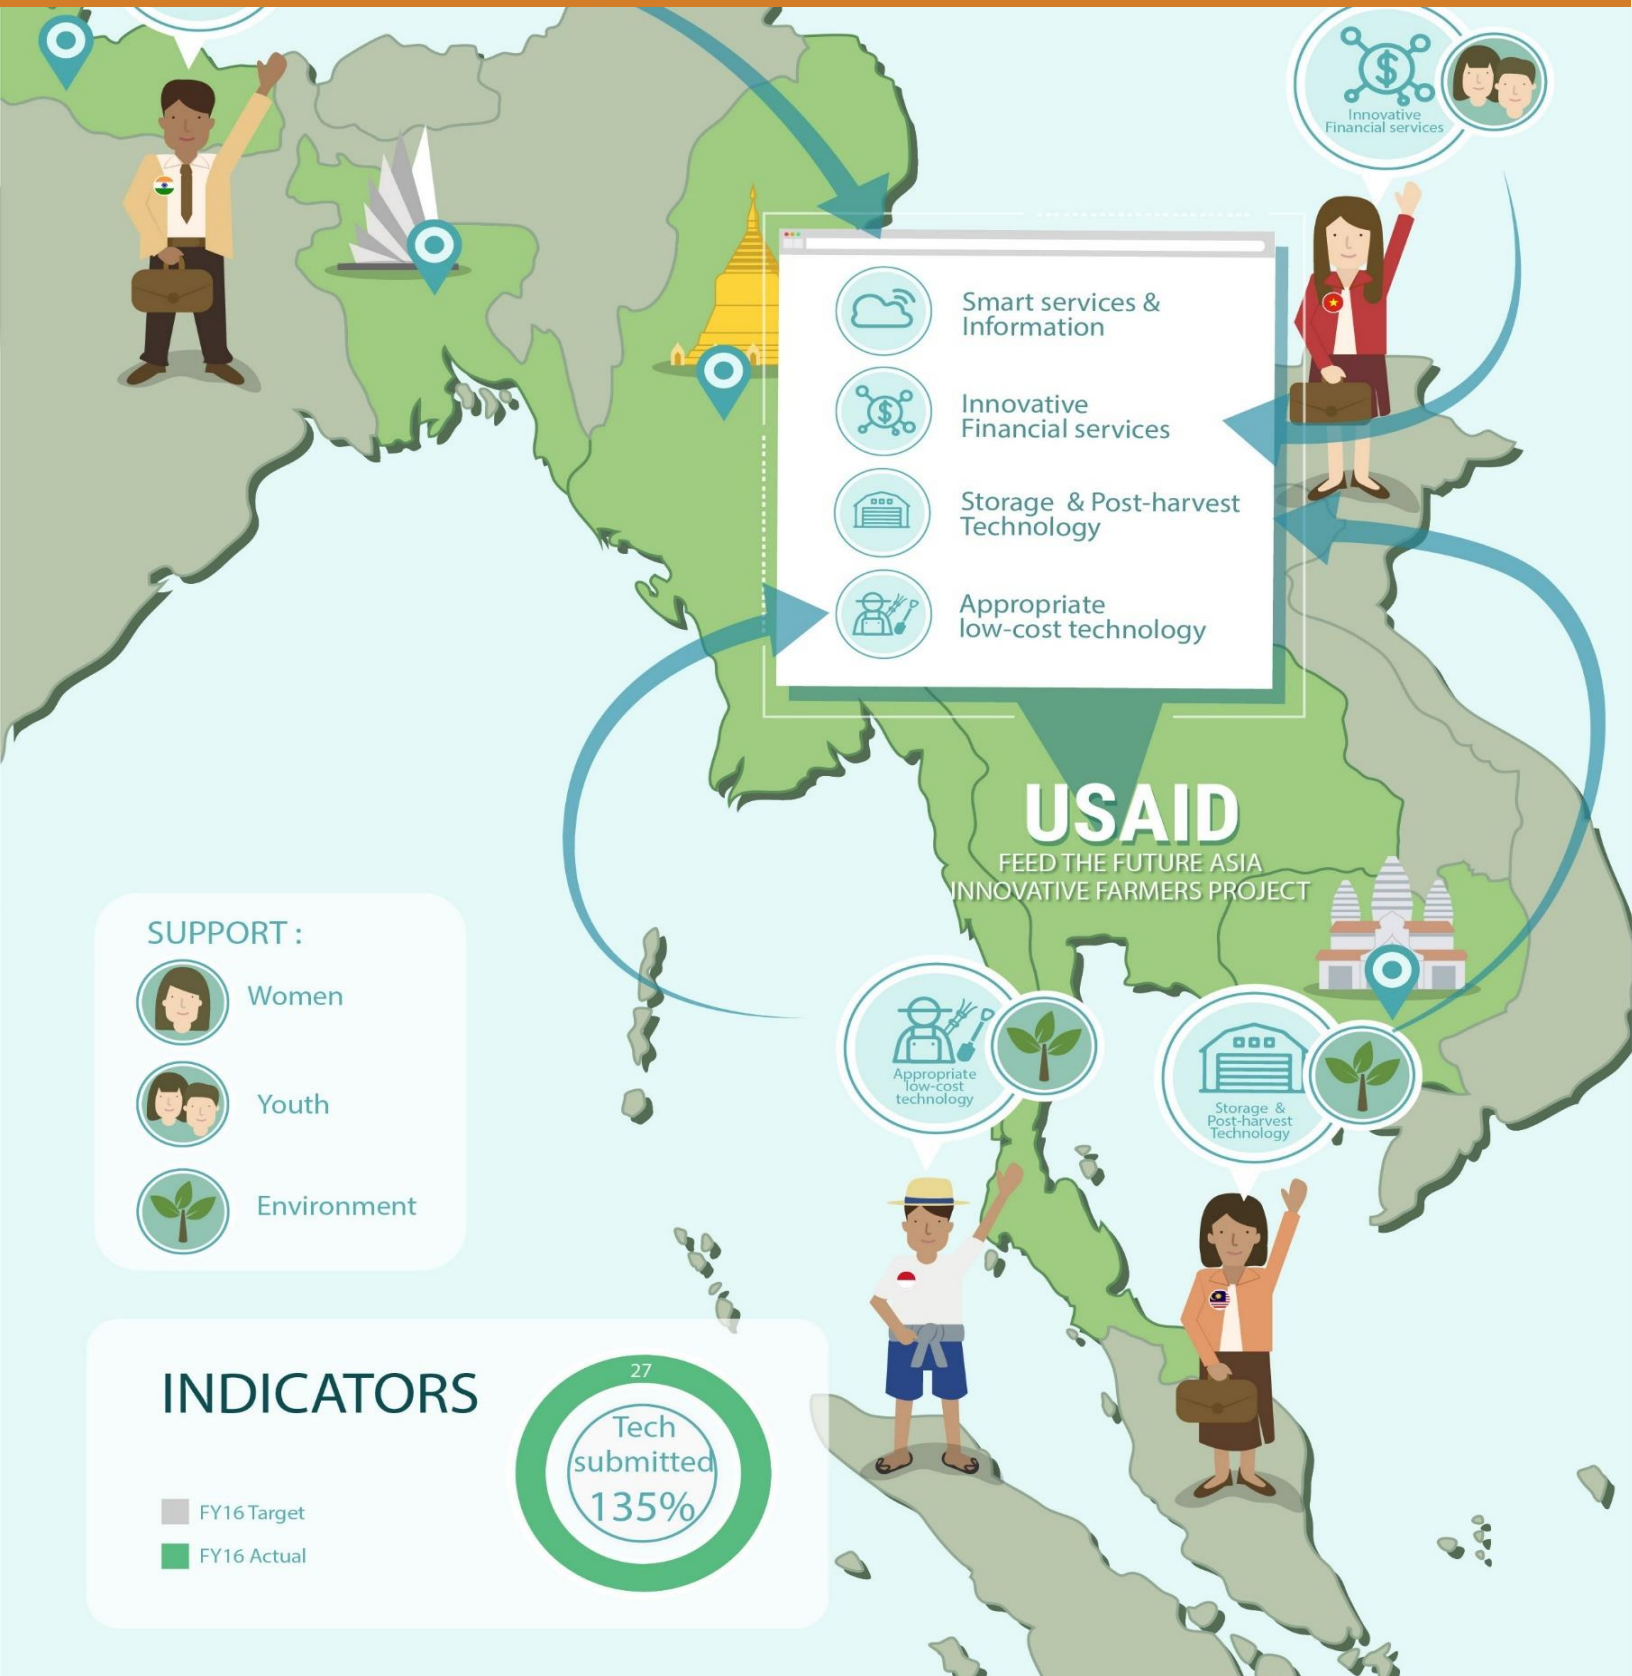 Innovative
Financial services
Smart services &
Information
Innovative
Financial services
Storage & Post-harvest
Technology
Appropriate
low-cost technology
USAID
FEED THE FUTURE ASIA
INNOVATIVE FARMERS PROJECT
SUPPORT :
Women
Youth
Environment
Appropriate
low-cost
technology
Storage &
Post-harvest
Technology
INDICATORS
FY16 Target
FY16 Actual
27
Tech
submitted
135%